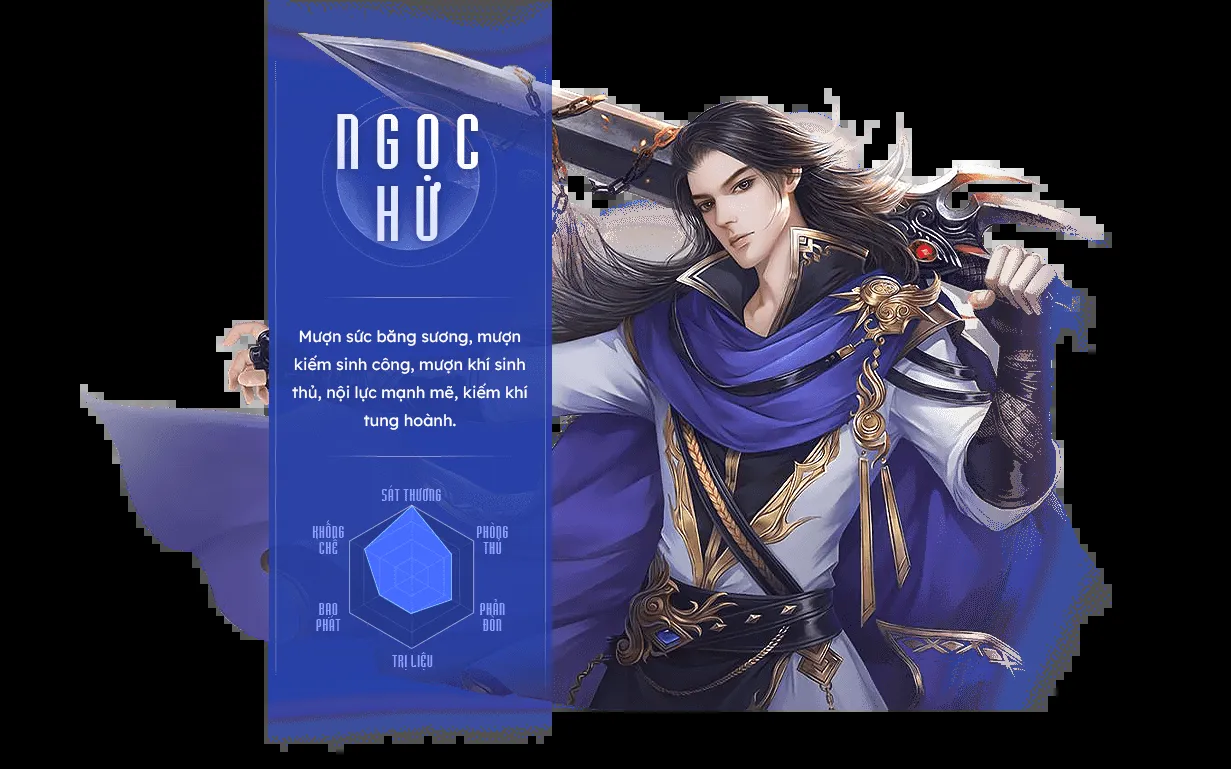 NGỌC
HỨ
Mượn sức băng sương, mượn
kiếm sinh công, mượn khí sinh
thủ, nội lực mạnh mẽ, kiếm khí
tung hoành.
SÁT THƯƠNG
KHỐNG
CHẾ
PHÒNG
THỦ
BẠO
PHÁT
PHẢN
ĐÒN
TRỊ LIỆU